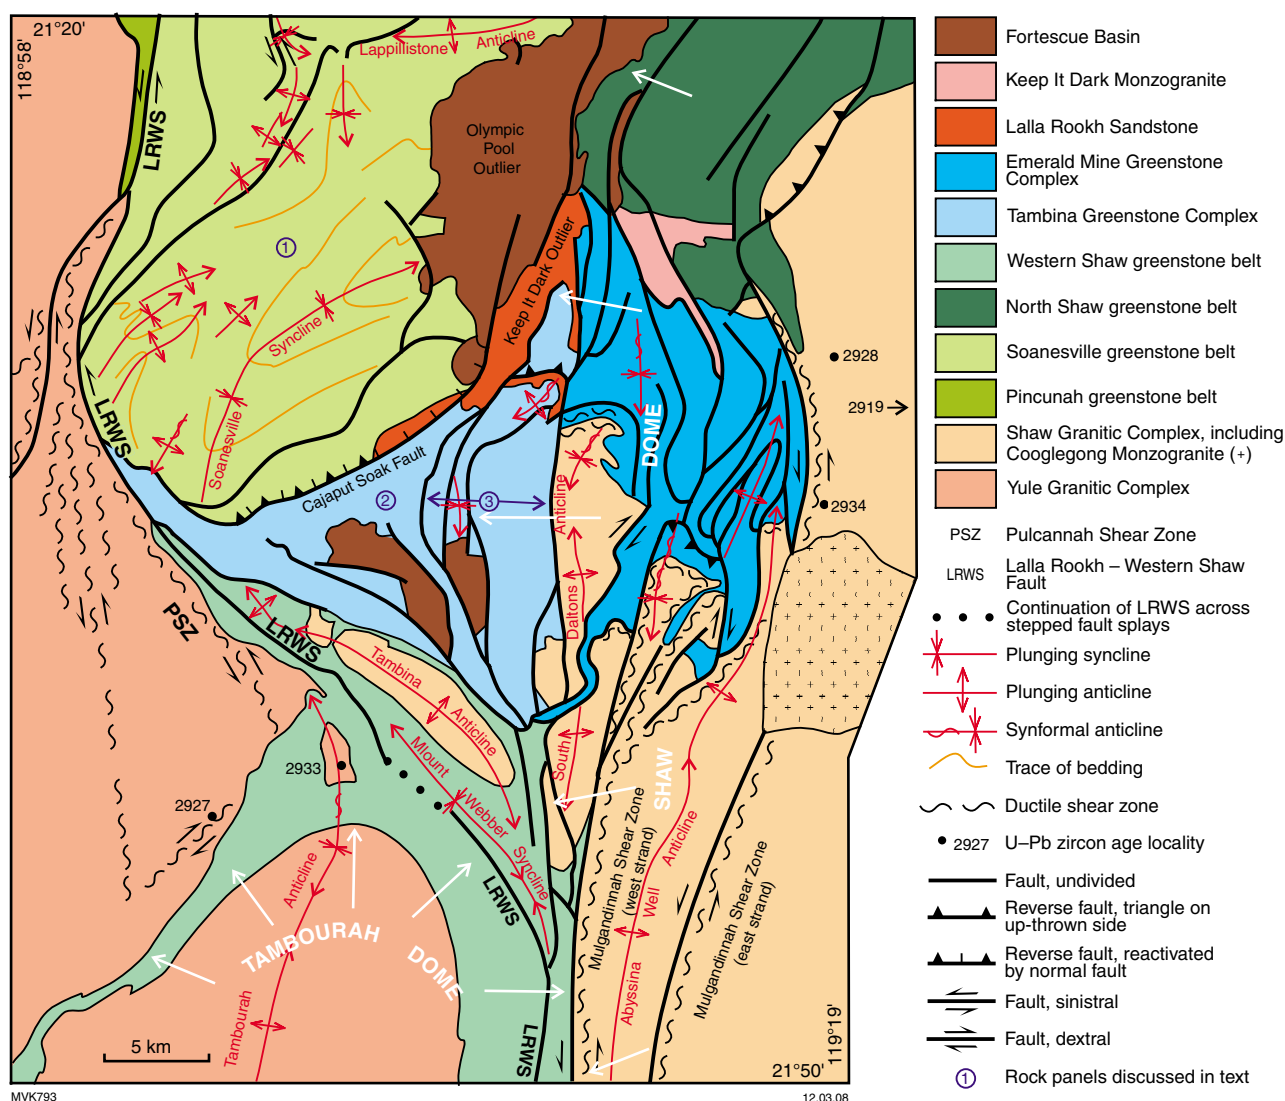 21°20'
118°58'
Lappillistone
Anticline
LRWS
Olympic
Pool
Outlier
1
Keep It Dark Outlier
Syncline
Soanesville
LRWS
Cajaput Soak Fault
2
3
DOME
Anticline
Daltons
South
2928
2919
2934
PSZ
LRWS
Tambina
Anticline
Mlount
Webber
Syncline
2933
2927
SHAW
Mulgandinnah Shear Zone
(west strand)
Anticline
Well
Abyssina
Mulgandinnah Shear Zone
(east strand)
LRWS
Anticline
TAMBOURAH
DOME
Tambourah
LRWS
5 km
119°19'
21°50'
MVK793
12.03.08
Fortescue Basin
Keep It Dark Monzogranite
Lalla Rookh Sandstone
Emerald Mine Greenstone
Complex
Tambina Greenstone Complex
Western Shaw greenstone belt
North Shaw greenstone belt
Soanesville greenstone belt
Pincunah greenstone belt
Shaw Granitic Complex, including
Cooglegong Monzogranite (+)
Yule Granitic Complex
PSZ Pulcannah Shear Zone
LRWS Lalla Rookh – Western Shaw
Fault
Continuation of LRWS across
stepped fault splays
Plunging syncline
Plunging anticline
Synformal anticline
Trace of bedding
Ductile shear zone
2927 U–Pb zircon age locality
Fault, undivided
Reverse fault, triangle on
up-thrown side
Reverse fault, reactivated
by normal fault
Fault, sinistral
Fault, dextral
1 Rock panels discussed in text